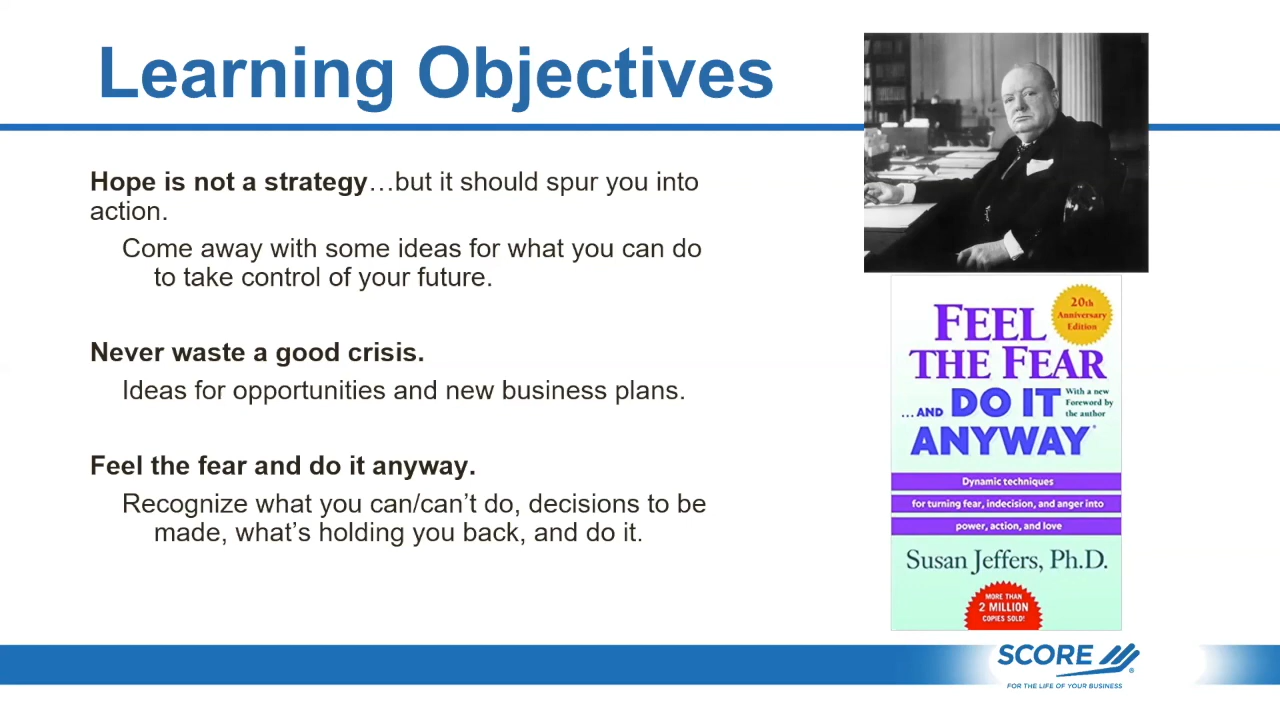 Learning Objectives
Hope is not a strategy…but it should spur you into
action.
Come away with some ideas for what you can do
to take control of your future.
Never waste a good crisis.
Ideas for opportunities and new business plans.
Feel the fear and do it anyway.
Recognize what you can/can’t do, decisions to be
made, what’s holding you back, and do it.
20th
Anniversary
Edition
FEEL
THE FEAR
...AND DO IT
With a new
Foreword by
the author
ANYWAY
Dynamic techniques
for turning fear, indecision, and anger into
power, action, and love
Susan Jeffers, Ph.D.
MORE THAN
2 MILLION
COPIES SOLD!
SCORE
FOR THE LIFE OF YOUR BUSINESS